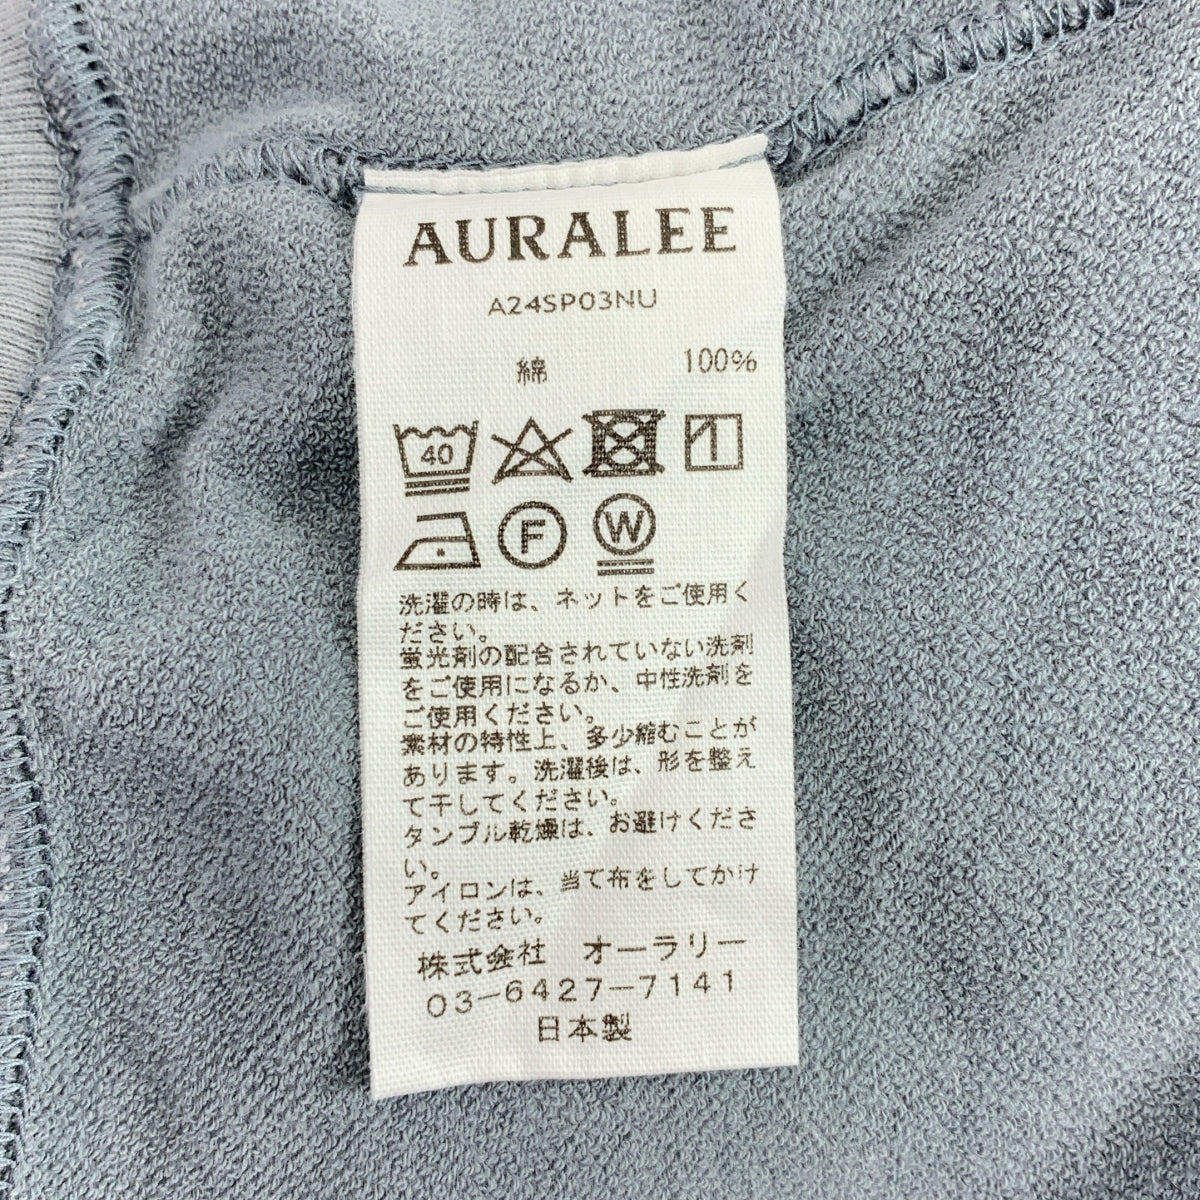 AURALEE
A24SP03NU
綿 100%
40
F W
洗濯の時は、ネットをご使用く
ださい。
蛍光剤の配合されていない洗剤
をご使用になるか、中性洗剤を
ご使用ください。
素材の特性上、多少縮むことが
あります。洗濯後は、形を整え
て干してください。
タンブル乾燥は、お避けくださ
い。
アイロンは、当て布をしてかけ
てください。
株式会社 オーラリー
03-6427-7141
日本製